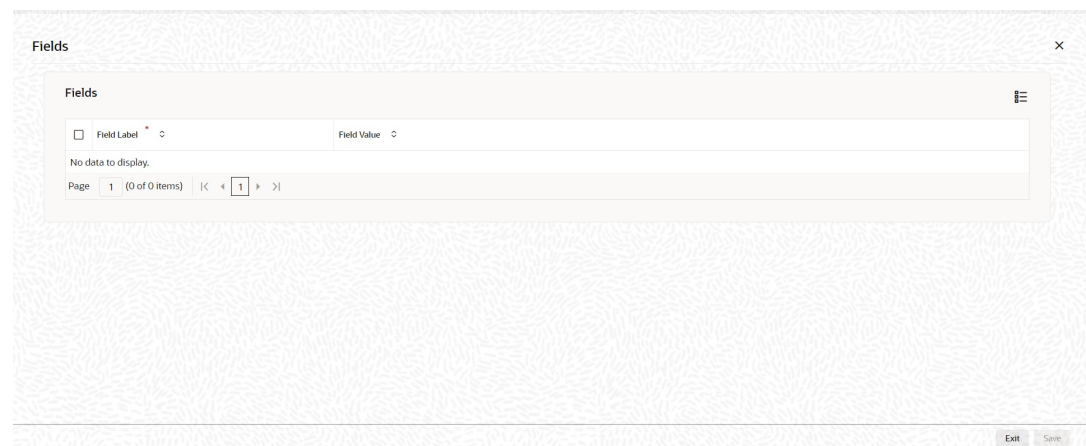 Fields
Fields
Field Label * Field Value
No data to display.
Page 1 (0 of 0 items) 1
Exit Save